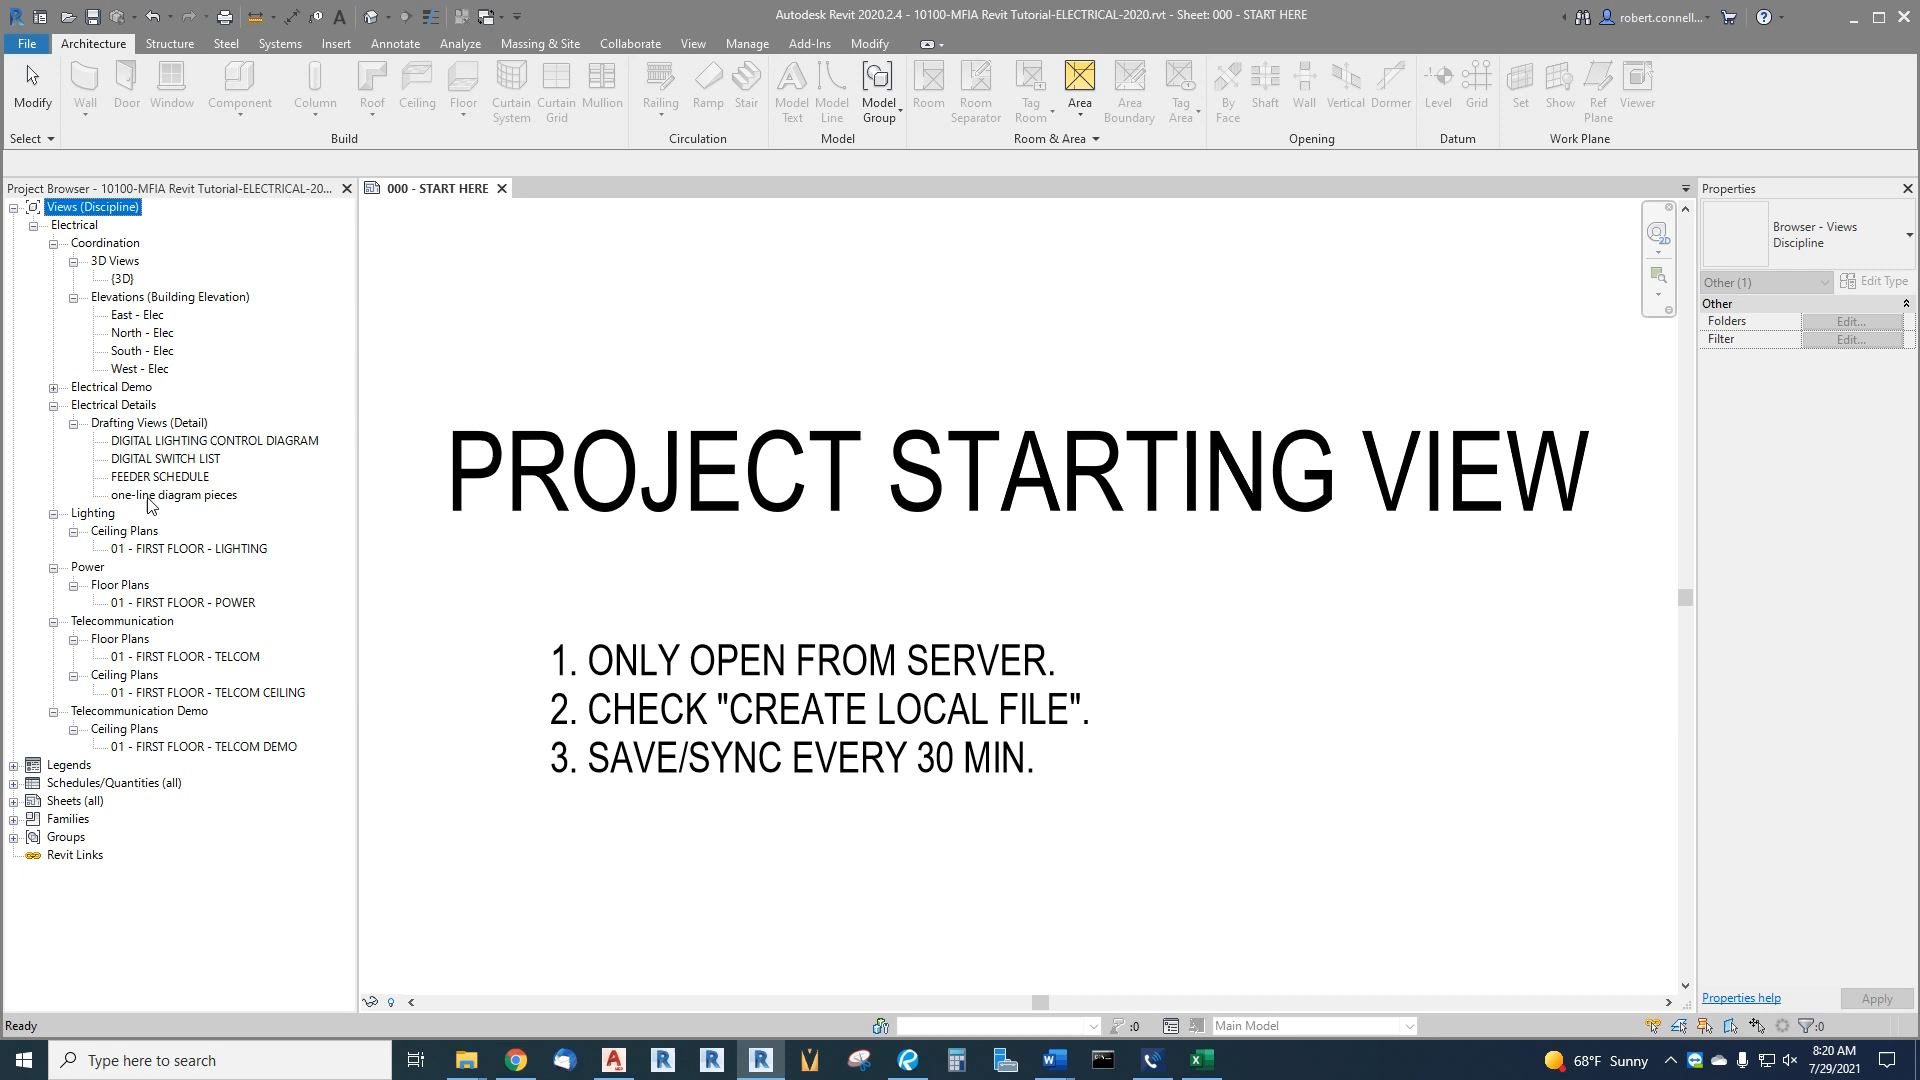 Autodesk Revit 2020.2.4 - 10100-MFIA Revit Tutorial-ELECTRICAL-2020.rvt - Sheet: 000 - START HERE
robert.connell...
File Architecture Structure Steel Systems Insert Annotate Analyze Massing & Site Collaborate View Manage Add-Ins Modify
Modify Wall Door Window Component Column Roof Ceiling Floor Curtain System Curtain Grid Mullion Railing Ramp Stair Model Text Model Line Model Group Room Room Separator Tag Room Area Area Boundary Tag Area By Face Shaft Wall Vertical Dormer Level Grid Set Show Ref Plane Viewer
Select Build Circulation Model Room & Area Opening Datum Work Plane
Project Browser - 10100-MFIA Revit Tutorial-ELECTRICAL-20...
Views (Discipline)
Electrical
Coordination
3D Views
{3D}
Elevations (Building Elevation)
East - Elec
North - Elec
South - Elec
West - Elec
Electrical Demo
Electrical Details
Drafting Views (Detail)
DIGITAL LIGHTING CONTROL DIAGRAM
DIGITAL SWITCH LIST
FEEDER SCHEDULE
one-line diagram pieces
Lighting
Ceiling Plans
01 - FIRST FLOOR - LIGHTING
Power
Floor Plans
01 - FIRST FLOOR - POWER
Telecommunication
Floor Plans
01 - FIRST FLOOR - TELCOM
Ceiling Plans
01 - FIRST FLOOR - TELCOM CEILING
Telecommunication Demo
Ceiling Plans
01 - FIRST FLOOR - TELCOM DEMO
Legends
Schedules/Quantities (all)
Sheets (all)
Families
Groups
Revit Links
000 - START HERE
2D
PROJECT STARTING VIEW
1. ONLY OPEN FROM SERVER.
2. CHECK "CREATE LOCAL FILE".
3. SAVE/SYNC EVERY 30 MIN.
Properties
Browser - Views
Discipline
Other (1) Edit Type
Other
Folders Edit...
Filter Edit...
Properties help Apply
Ready :0 Main Model :0
Type here to search
68°F Sunny
8:20 AM
7/29/2021